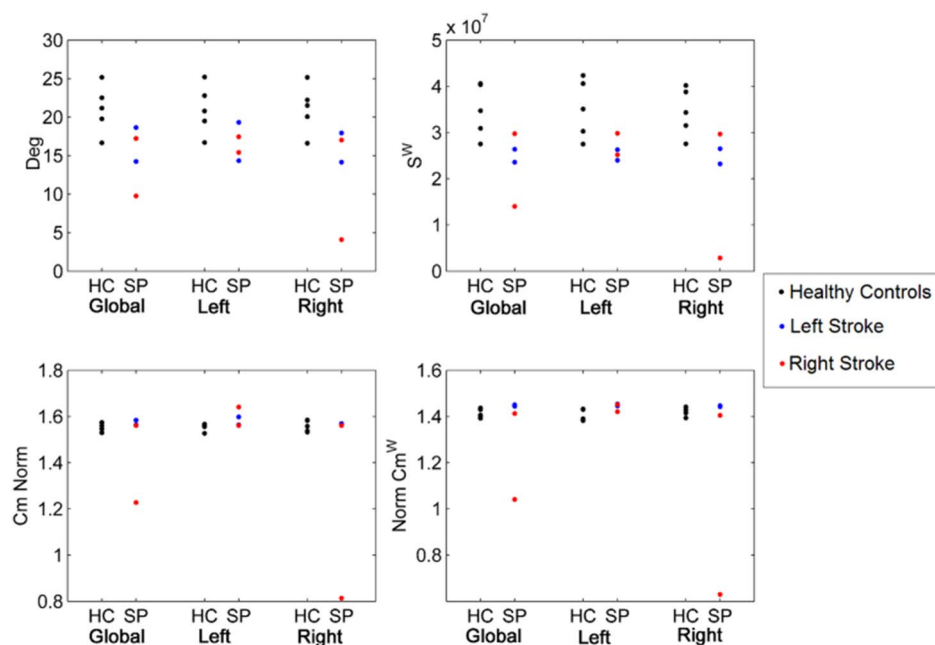 30
25
20
15
10
5
0
Deg
HC SP HC SP HC SP
Global Left Right
x 10^7
5
4
3
2
1
0
S^W
HC SP HC SP HC SP
Global Left Right
Healthy Controls
Left Stroke
Right Stroke
1.8
1.6
1.4
1.2
1
0.8
Cm Norm
HC SP HC SP HC SP
Global Left Right
1.6
1.4
1.2
1
0.8
Norm Cm^W
HC SP HC SP HC SP
Global Left Right